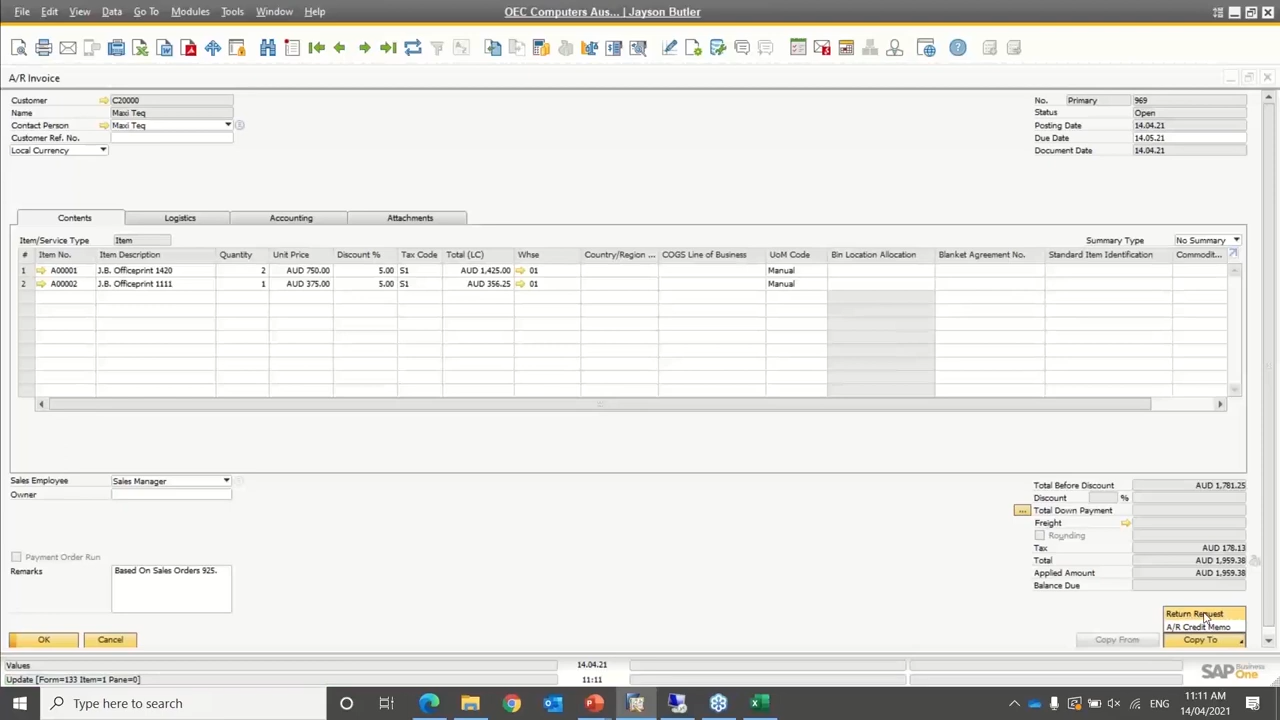 File Edit View Data Go To Modules Tools Window Help
OEC Computers Aus... | Jayson Butler
A/R Invoice
Customer C20000
Name Maxi Teq
Contact Person Maxi Teq
Customer Ref. No.
Local Currency
No. Primary 969
Status Open
Posting Date 14.04.21
Due Date 14.05.21
Document Date 14.04.21
Contents Logistics Accounting Attachments
Item/Service Type Item
Summary Type No Summary
# Item No. Item Description Quantity Unit Price Discount % Tax Code Total (LC) Whse Country/Region ... COGS Line of Business UoM Code Bin Location Allocation Blanket Agreement No. Standard Item Identification Commodit...
1 A00001 J.B. Officeprint 1420 2 AUD 750.00 5.00 S1 AUD 1,425.00 01 Manual
2 A00002 J.B. Officeprint 1111 1 AUD 375.00 5.00 S1 AUD 356.25 01 Manual
Sales Employee Sales Manager
Owner
Total Before Discount AUD 1,781.25
Discount %
... Total Down Payment
Freight
Rounding
Tax AUD 178.13
Total AUD 1,959.38
Applied Amount AUD 1,959.38
Balance Due
Payment Order Run
Remarks Based On Sales Orders 925.
Return Request
A/R Credit Memo
OK Cancel Copy From Copy To
Values 14.04.21
Update [Form=133 Item=1 Pane=0] 11:11
SAP Business One
Type here to search
ENG
11:11 AM
14/04/2021